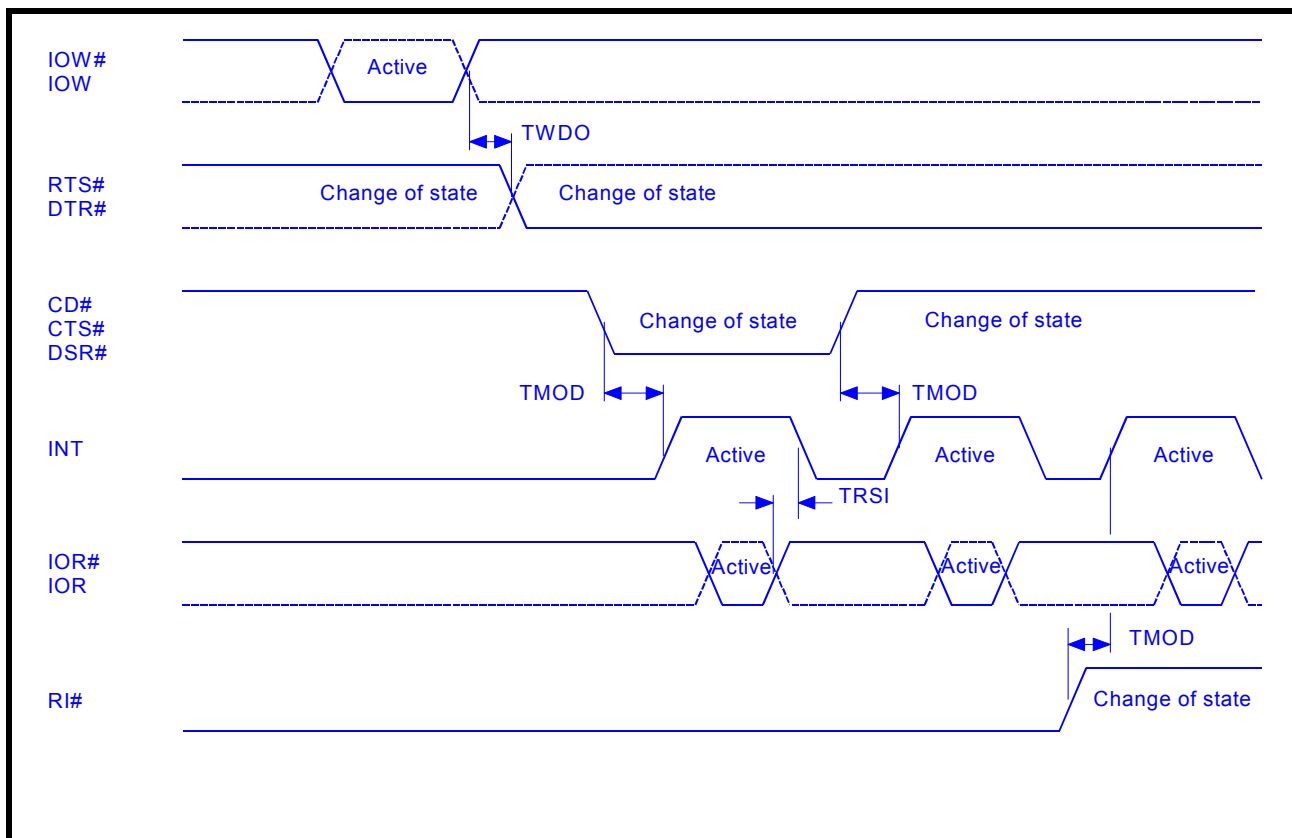 IOW#
IOW
Active
TWDO
RTS#
DTR#
Change of state
Change of state
CD#
CTS#
DSR#
Change of state
Change of state
TMOD
TMOD
INT
Active
Active
Active
TRSI
IOR#
IOR
Active
Active
Active
TMOD
RI#
Change of state